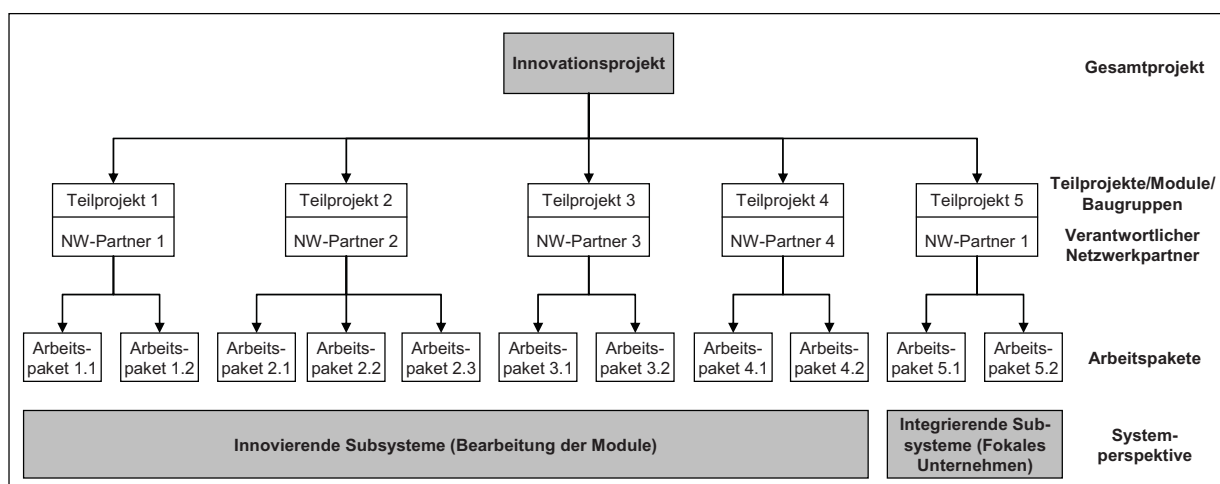 Innovationsprojekt
Gesamtprojekt
Teilprojekt 1
Teilprojekt 2
Teilprojekt 3
Teilprojekt 4
Teilprojekt 5
Teilprojekte/Module/
Baugruppen
NW-Partner 1
NW-Partner 2
NW-Partner 3
NW-Partner 4
NW-Partner 1
Verantwortlicher
Netzwerkpartner
Arbeits-
paket 1.1
Arbeits-
paket 1.2
Arbeits-
paket 2.1
Arbeits-
paket 2.2
Arbeits-
paket 2.3
Arbeits-
paket 3.1
Arbeits-
paket 3.2
Arbeits-
paket 4.1
Arbeits-
paket 4.2
Arbeits-
paket 5.1
Arbeits-
paket 5.2
Arbeitspakete
Innovierende Subsysteme (Bearbeitung der Module)
Integrierende Sub-
systeme (Fokales
Unternehmen)
System-
perspektive